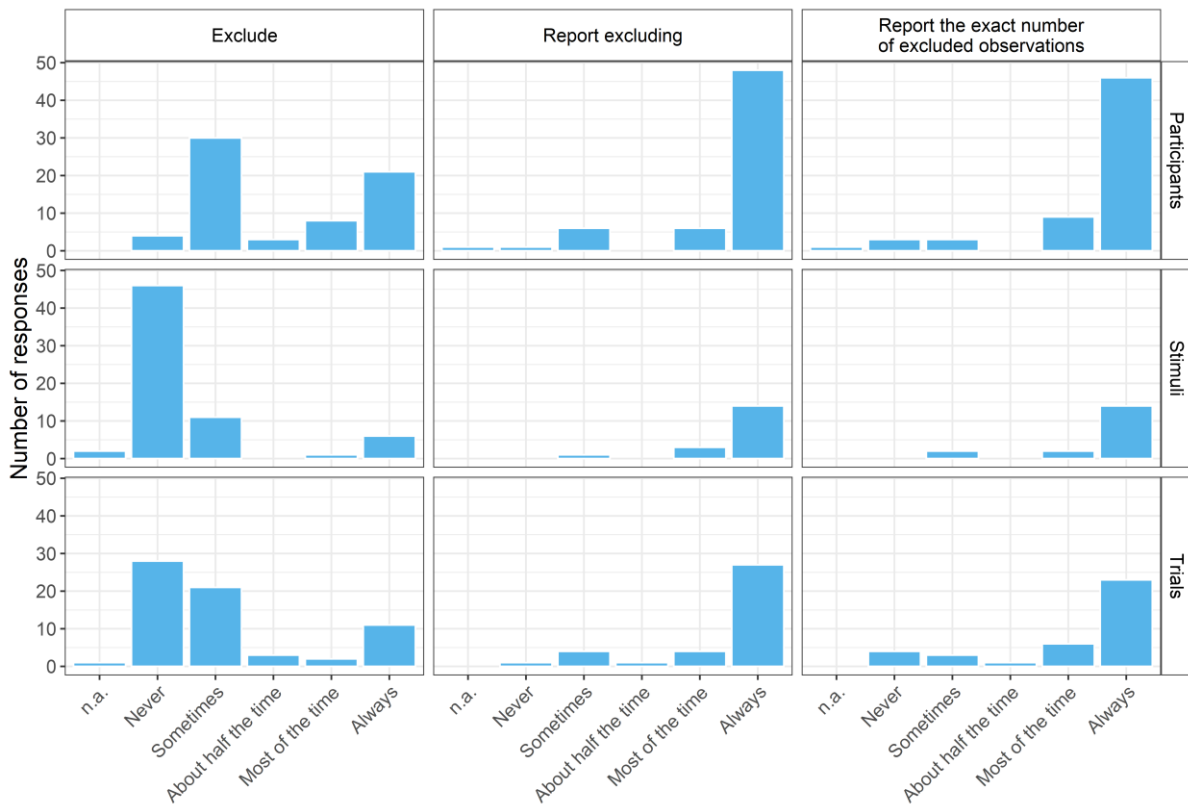 Exclude
Report excluding
Report the exact number
of excluded observations
Number of responses
50
40
30
20
10
0
Participants
50
40
30
20
10
0
Stimuli
50
40
30
20
10
0
Trials
n.a.
Never
Sometimes
About half the time
Most of the time
Always
n.a.
Never
Sometimes
About half the time
Most of the time
Always
n.a.
Never
Sometimes
About half the time
Most of the time
Always